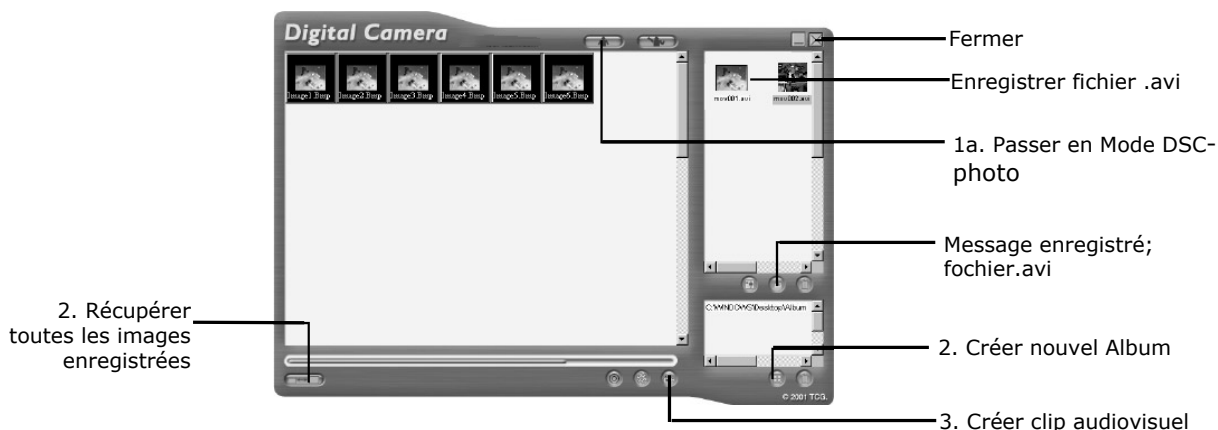 Digital Camera
Image1.Bmp Image2.Bmp Image3.Bmp Image4.Bmp Image5.Bmp Image6.Bmp
mov001.avi mov002.avi
Fermer
Enregistrer fichier .avi
1a. Passer en Mode DSC-
photo
Message enregistré;
fochier.avi
C:\WINDOWS\Desktop\Album
2. Récupérer
toutes les images
enregistrées
2. Créer nouvel Album
© 2001 TCG.
3. Créer clip audiovisuel